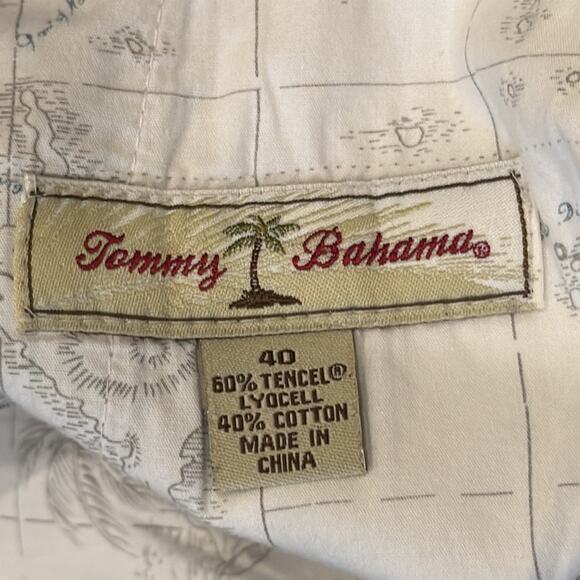 Tommy Bahama®
40
60% TENCEL®
LYOCELL
40% COTTON
MADE IN
CHINA